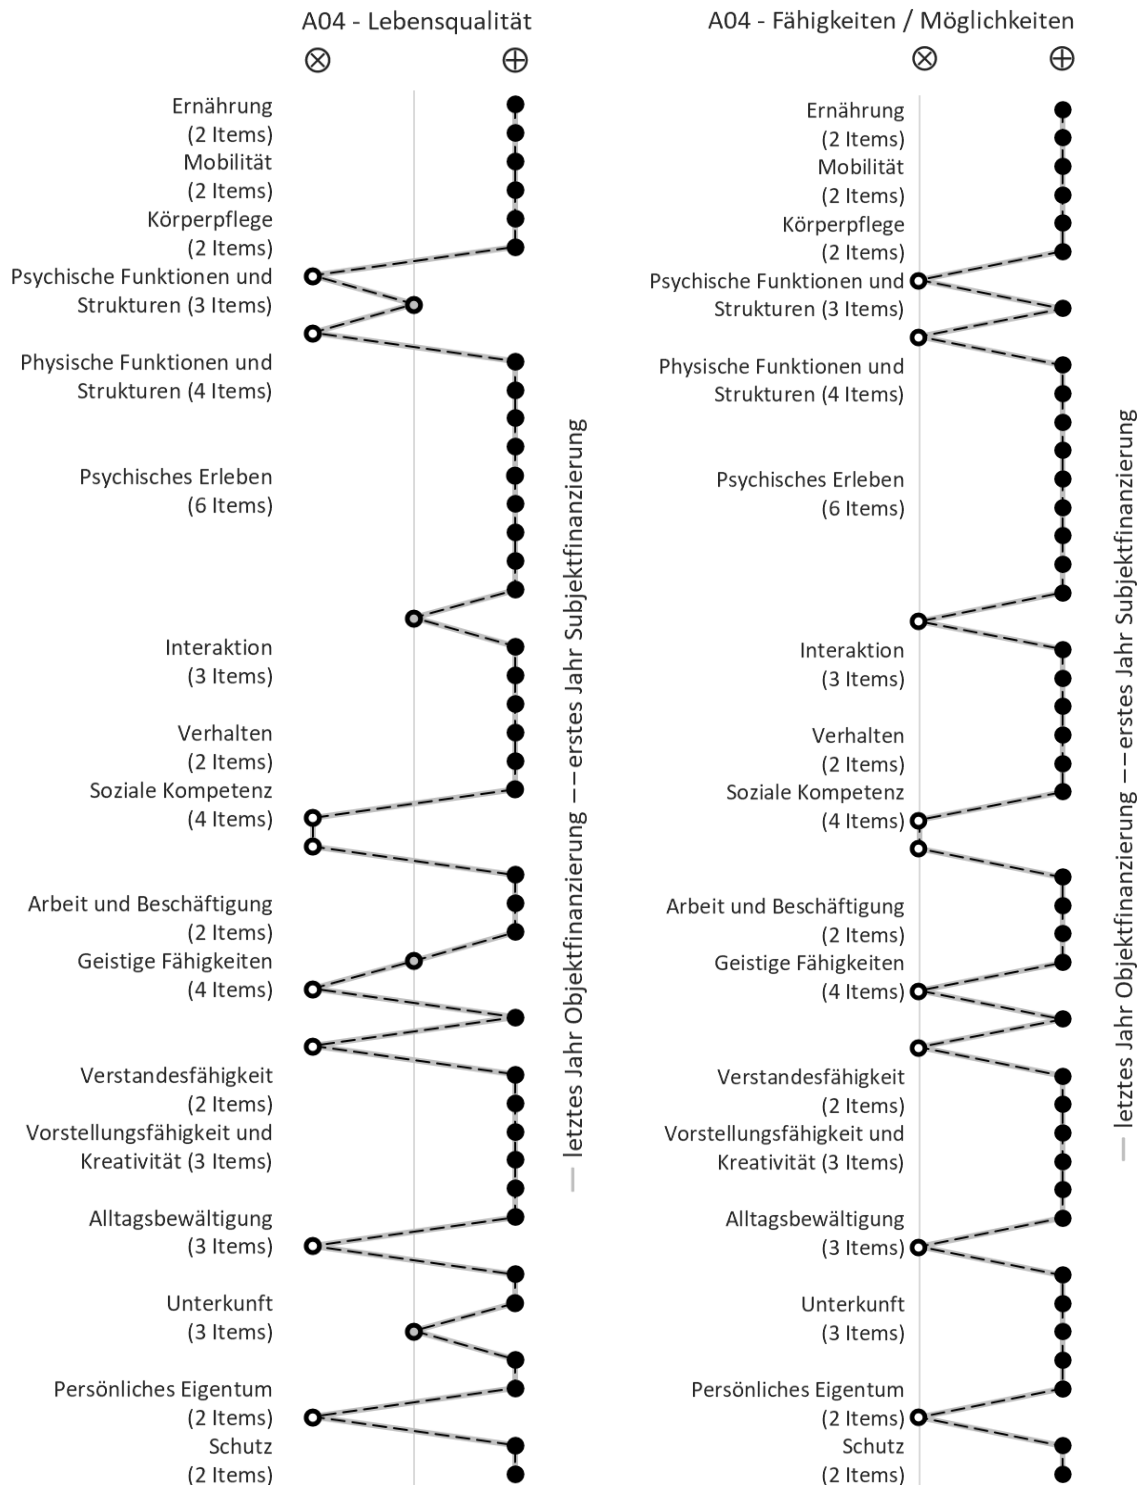 A04 - Lebensqualität
Ernährung
(2 Items)
Mobilität
(2 Items)
Körperpflege
(2 Items)
Psychische Funktionen und
Strukturen (3 Items)
Physische Funktionen und
Strukturen (4 Items)
Psychisches Erleben
(6 Items)
Interaktion
(3 Items)
Verhalten
(2 Items)
Soziale Kompetenz
(4 Items)
Arbeit und Beschäftigung
(2 Items)
Geistige Fähigkeiten
(4 Items)
Verstandesfähigkeit
(2 Items)
Vorstellungsfähigkeit und
Kreativität (3 Items)
Alltagsbewältigung
(3 Items)
Unterkunft
(3 Items)
Persönliches Eigentum
(2 Items)
Schutz
(2 Items)
letztes Jahr Objektfinanzierung erstes Jahr Subjektfinanzierung
A04 - Fähigkeiten / Möglichkeiten
Ernährung
(2 Items)
Mobilität
(2 Items)
Körperpflege
(2 Items)
Psychische Funktionen und
Strukturen (3 Items)
Physische Funktionen und
Strukturen (4 Items)
Psychisches Erleben
(6 Items)
Interaktion
(3 Items)
Verhalten
(2 Items)
Soziale Kompetenz
(4 Items)
Arbeit und Beschäftigung
(2 Items)
Geistige Fähigkeiten
(4 Items)
Verstandesfähigkeit
(2 Items)
Vorstellungsfähigkeit und
Kreativität (3 Items)
Alltagsbewältigung
(3 Items)
Unterkunft
(3 Items)
Persönliches Eigentum
(2 Items)
Schutz
(2 Items)
letztes Jahr Objektfinanzierung erstes Jahr Subjektfinanzierung